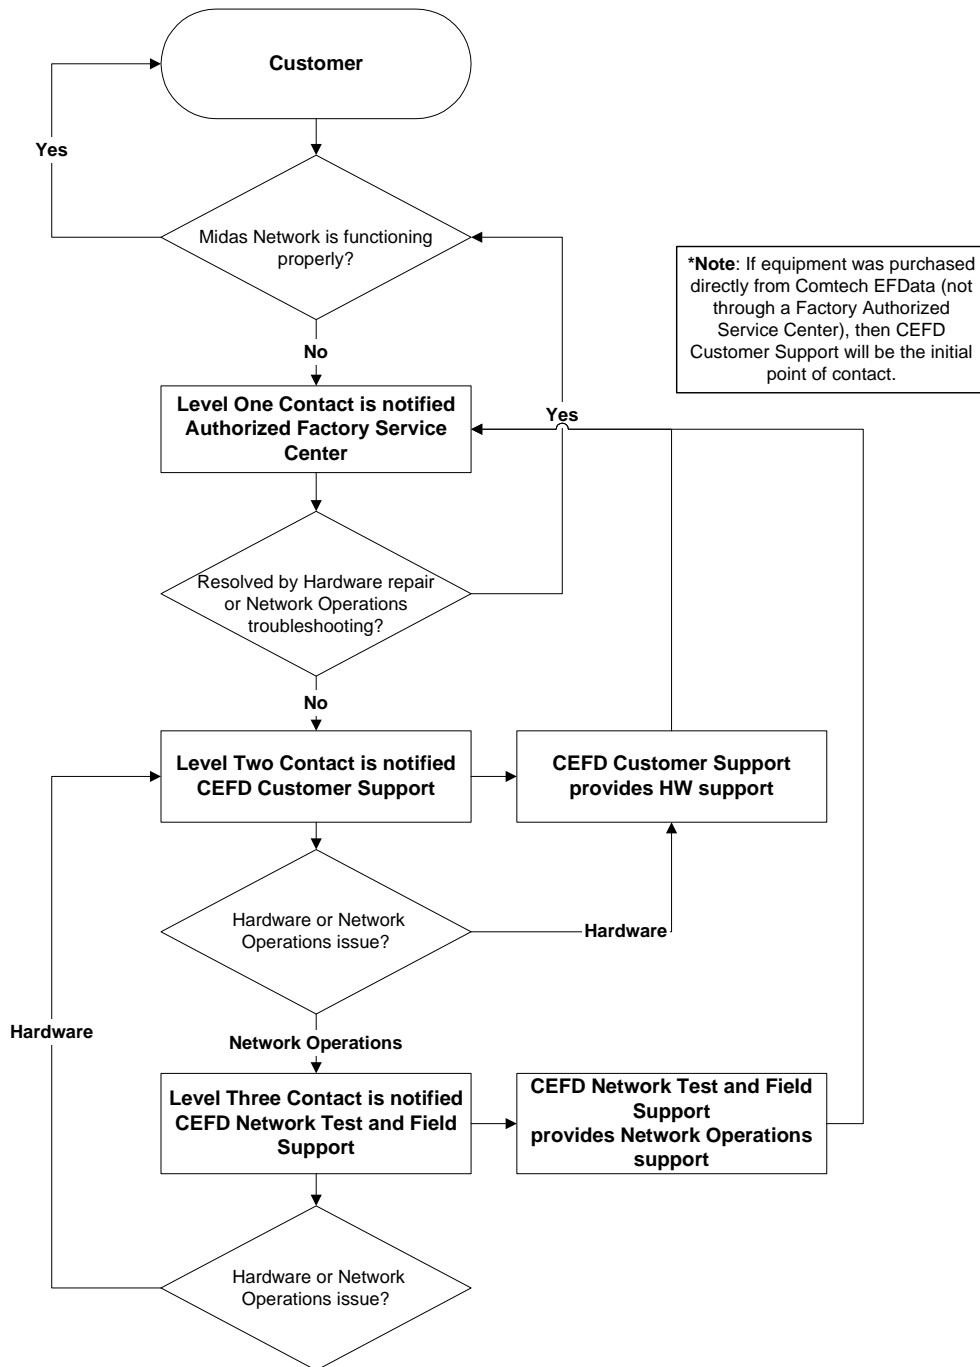 Customer
Yes
Midas Network is functioning
properly?
*Note: If equipment was purchased
directly from Comtech EFData (not
through a Factory Authorized
Service Center), then CEFD
Customer Support will be the initial
point of contact.
No
Level One Contact is notified
Authorized Factory Service
Center
Yes
Resolved by Hardware repair
or Network Operations
troubleshooting?
No
Level Two Contact is notified
CEFD Customer Support
CEFD Customer Support
provides HW support
Hardware or Network
Operations issue?
Hardware
Hardware
Network Operations
Level Three Contact is notified
CEFD Network Test and Field
Support
CEFD Network Test and Field
Support
provides Network Operations
support
Hardware or Network
Operations issue?